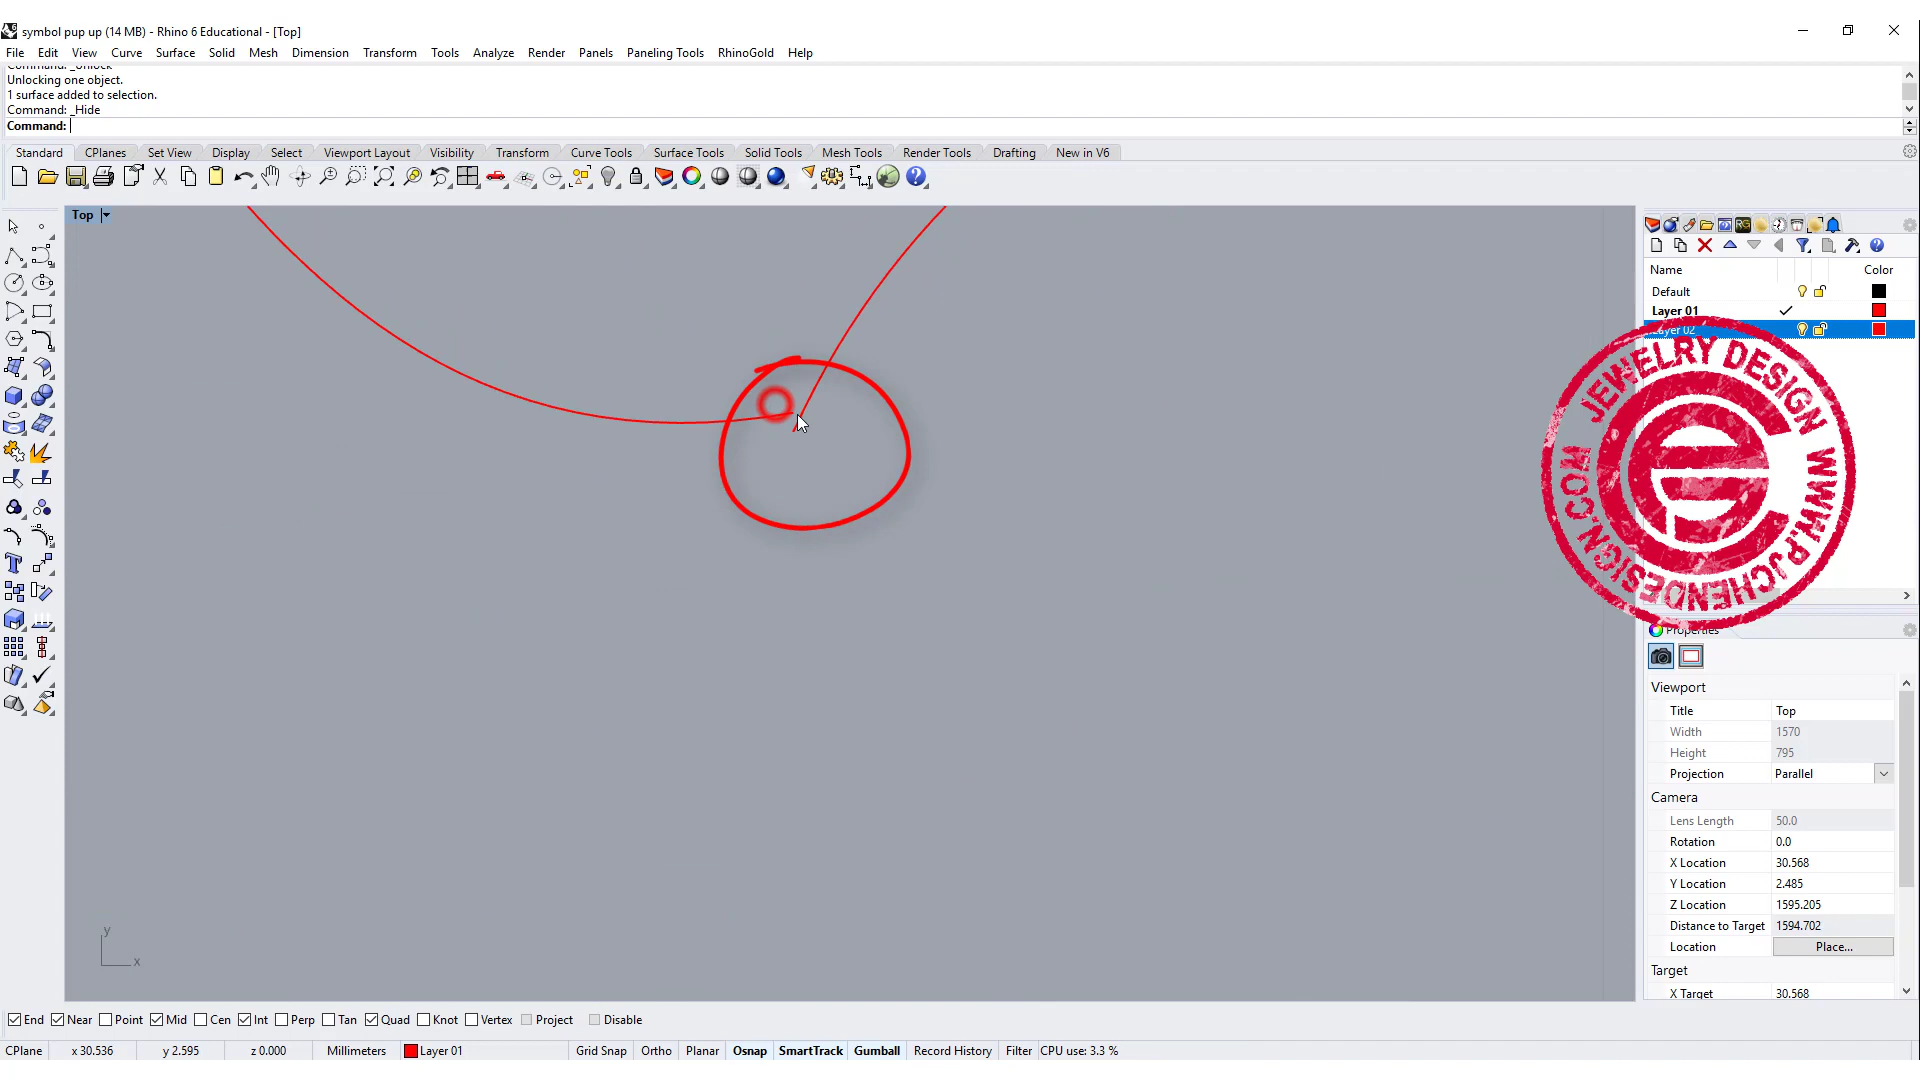 symbol pup up (14 MB) - Rhino 6 Educational - [Top]
File Edit View Curve Surface Solid Mesh Dimension Transform Tools Analyze Render Panels Paneling Tools RhinoGold Help
Command: _Unlock
Unlocking one object.
1 surface added to selection.
Command: _Hide
Command:
Standard CPlanes Set View Display Select Viewport Layout Visibility Transform Curve Tools Surface Tools Solid Tools Mesh Tools Render Tools Drafting New in V6
Top
RG
Name Color
Default
Layer 01
Layer 02
JEWELRY DESIGN WWW.PJCHENDESIGN.COM
Properties
Viewport
Title Top
Width 1570
Height 795
Projection Parallel
Camera
Lens Length 50.0
Rotation 0.0
X Location 30.568
Y Location 2.485
Z Location 1595.205
Distance to Target 1594.702
Location Place...
Target
X Target 30.568
y
x
End Near Point Mid Cen Int Perp Tan Quad Knot Vertex Project Disable
CPlane x 30.536 y 2.595 z 0.000 Millimeters Layer 01 Grid Snap Ortho Planar Osnap SmartTrack Gumball Record History Filter CPU use: 3.3 %